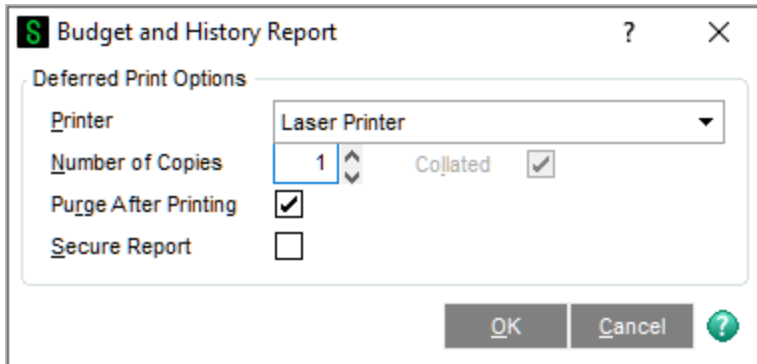 S Budget and History Report ?
Deferred Print Options
Printer Laser Printer
Number of Copies 1 Collated
Purge After Printing
Secure Report
OK Cancel ?